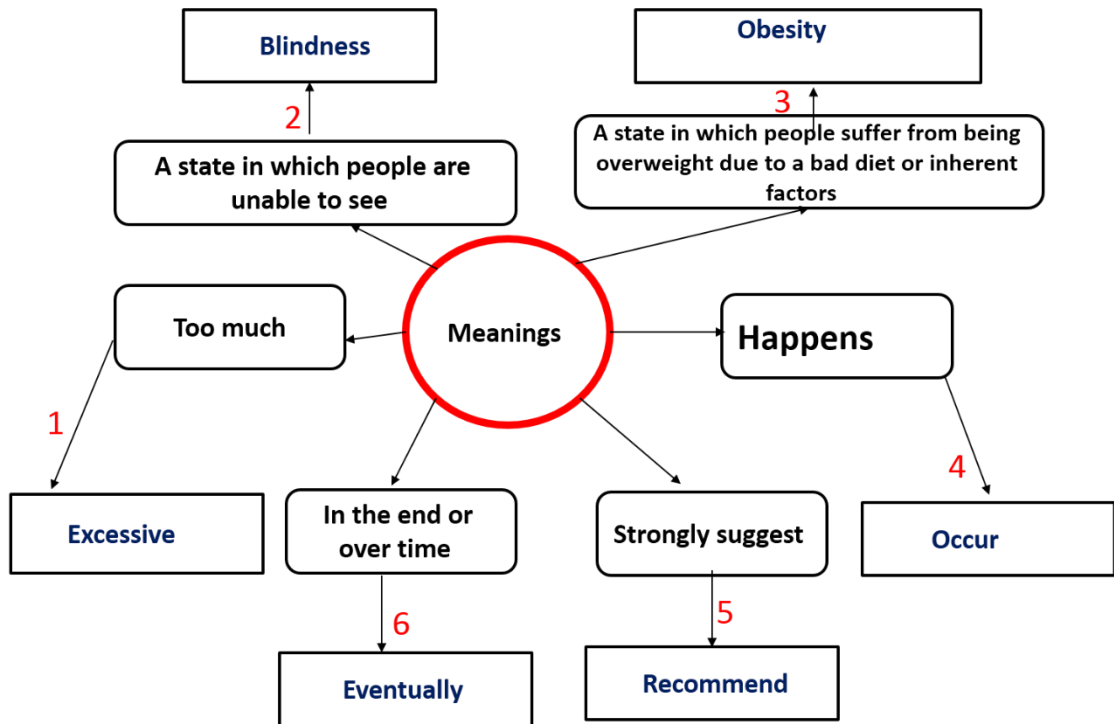 Blindness
Obesity
2
3
A state in which people are
unable to see
A state in which people suffer from being
overweight due to a bad diet or inherent
factors
Too much
Meanings
Happens
1
4
Excessive
In the end or
over time
Strongly suggest
Occur
6
5
Eventually
Recommend